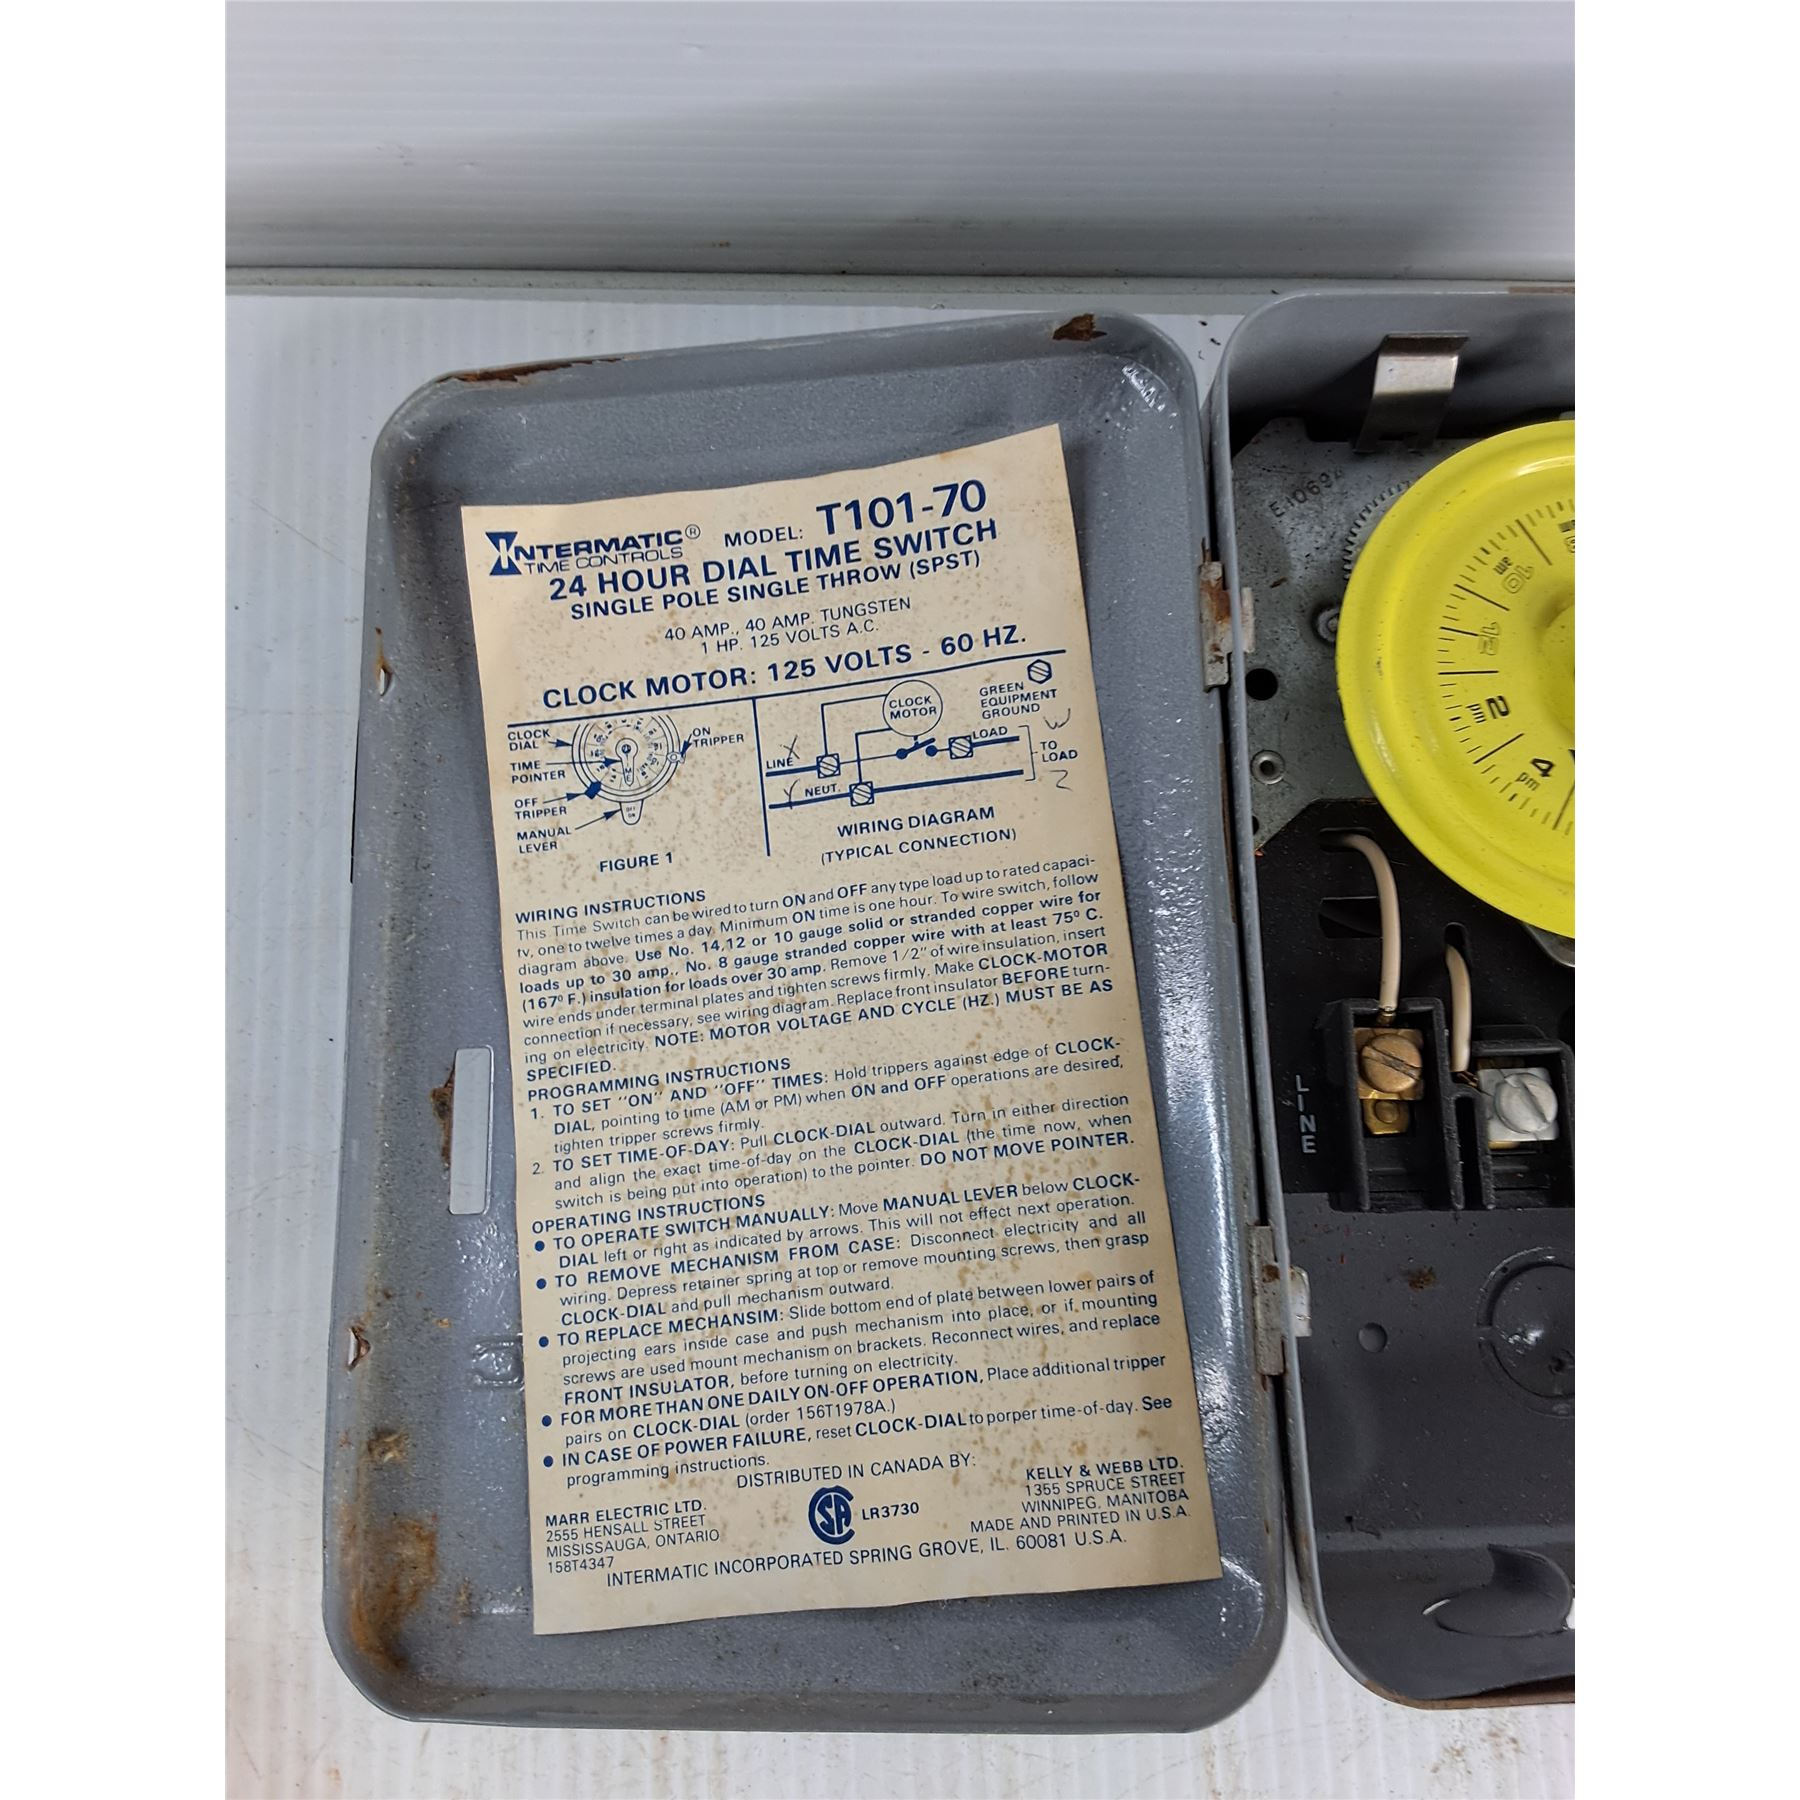 INTERMATIC® MODEL: T101-70
TIME CONTROLS
24 HOUR DIAL TIME SWITCH
SINGLE POLE SINGLE THROW (SPST)
40 AMP., 40 AMP. TUNGSTEN
1 HP. 125 VOLTS A.C.
CLOCK MOTOR: 125 VOLTS - 60 HZ.
CLOCK
DIAL
TIME
POINTER
OFF
TRIPPER
MANUAL
LEVER
ON
TRIPPER
FIGURE 1
CLOCK
MOTOR
GREEN
EQUIPMENT
GROUND
LINE
X
LOAD
W
TO
LOAD
Y NEUT.
Z
WIRING DIAGRAM
(TYPICAL CONNECTION)
WIRING INSTRUCTIONS
This Time Switch can be wired to turn ON and OFF any type load up to rated capaci-
ty, one to twelve times a day. Minimum ON time is one hour. To wire switch, follow
diagram above. Use No. 14,12 or 10 gauge solid or stranded copper wire for
loads up to 30 amp., No. 8 gauge stranded copper wire with at least 75º C.
(167º F.) insulation for loads over 30 amp. Remove 1/2" of wire insulation, insert
wire ends under terminal plates and tighten screws firmly. Make CLOCK-MOTOR
connection if necessary, see wiring diagram. Replace front insulator BEFORE turn-
ing on electricity. NOTE: MOTOR VOLTAGE AND CYCLE (HZ.) MUST BE AS
SPECIFIED.
PROGRAMMING INSTRUCTIONS
1. TO SET "ON" AND "OFF" TIMES: Hold trippers against edge of CLOCK-
DIAL, pointing to time (AM or PM) when ON and OFF operations are desired,
tighten tripper screws firmly.
2. TO SET TIME-OF-DAY: Pull CLOCK-DIAL outward. Turn in either direction
and align the exact time-of-day on the CLOCK-DIAL (the time now, when
switch is being put into operation) to the pointer. DO NOT MOVE POINTER.
OPERATING INSTRUCTIONS
● TO OPERATE SWITCH MANUALLY: Move MANUAL LEVER below CLOCK-
DIAL left or right as indicated by arrows. This will not effect next operation.
● TO REMOVE MECHANISM FROM CASE: Disconnect electricity and all
wiring. Depress retainer spring at top or remove mounting screws, then grasp
CLOCK-DIAL and pull mechanism outward.
● TO REPLACE MECHANSIM: Slide bottom end of plate between lower pairs of
projecting ears inside case and push mechanism into place, or if mounting
screws are used mount mechanism on brackets. Reconnect wires, and replace
FRONT INSULATOR, before turning on electricity.
● FOR MORE THAN ONE DAILY ON-OFF OPERATION, Place additional tripper
pairs on CLOCK-DIAL (order 156T1978A.)
● IN CASE OF POWER FAILURE, reset CLOCK-DIAL to porper time-of-day. See
programming instructions.
DISTRIBUTED IN CANADA BY:
MARR ELECTRIC LTD.
2555 HENSALL STREET
MISSISSAUGA, ONTARIO
158T4347
SA LR3730
KELLY & WEBB LTD.
1355 SPRUCE STREET
WINNIPEG, MANITOBA
MADE AND PRINTED IN U.S.A.
INTERMATIC INCORPORATED SPRING GROVE, IL. 60081 U.S.A.
10
am
12
2
pm
4
pm
LINE